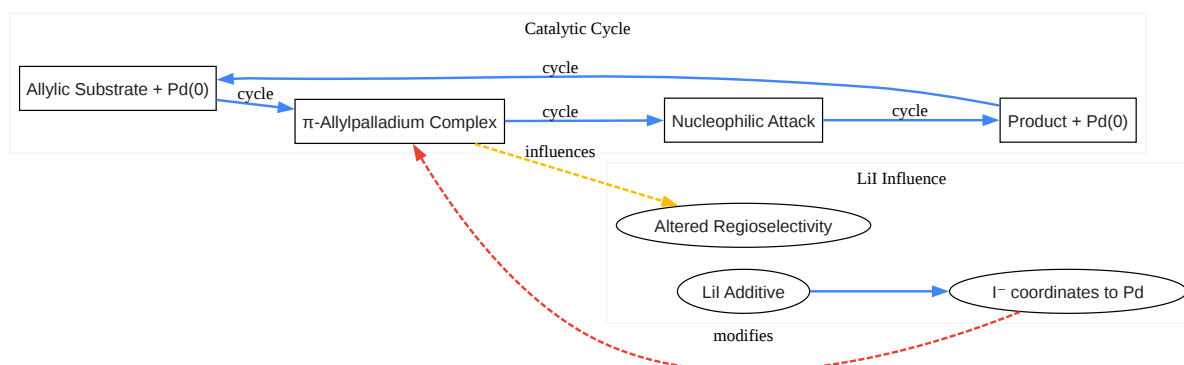 Catalytic Cycle
cycle
Allylic Substrate + Pd(0)
cycle
π-Allylpalladium Complex
cycle
Nucleophilic Attack
cycle
Product + Pd(0)
influences
LiI Influence
Altered Regioselectivity
LiI Additive
I⁻ coordinates to Pd
modifies